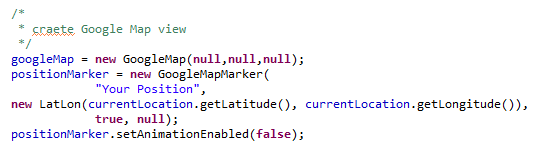 /*
* craete Google Map view
*/
googleMap = new GoogleMap(null,null,null);
positionMarker = new GoogleMapMarker(
"Your Position",
new LatLon(currentLocation.getLatitude(), currentLocation.getLongitude()),
true, null);
positionMarker.setAnimationEnabled(false);